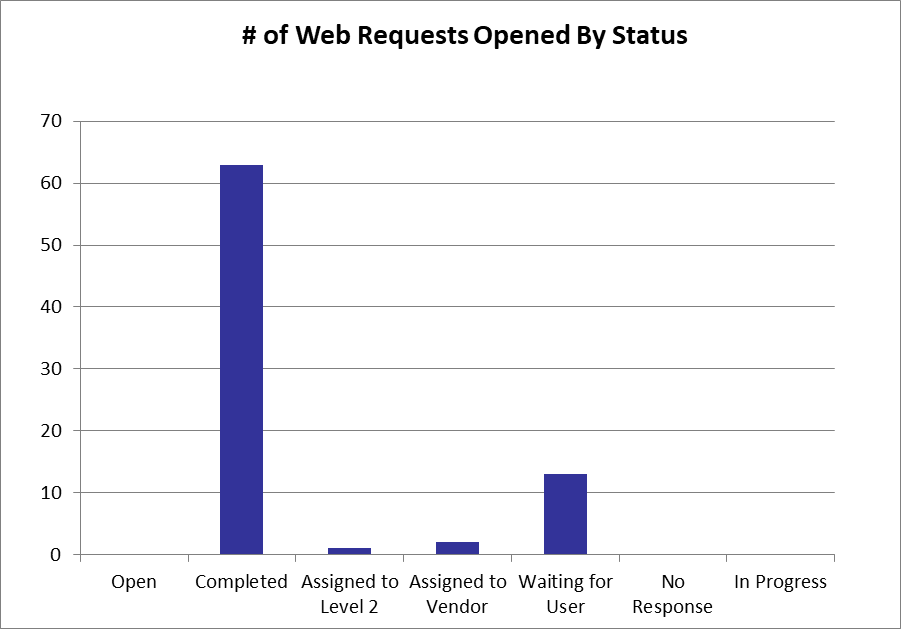 # of Web Requests Opened By Status
70
60
50
40
30
20
10
0
Open
Completed
Assigned to
Level 2
Assigned to
Vendor
Waiting for
User
No
Response
In Progress